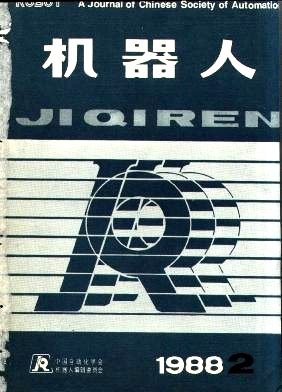 ROBOT A Journal of Chinese Society of Automation
机器人
JIQIREN
中国自动化学会
机器人编辑委员会
1988 2